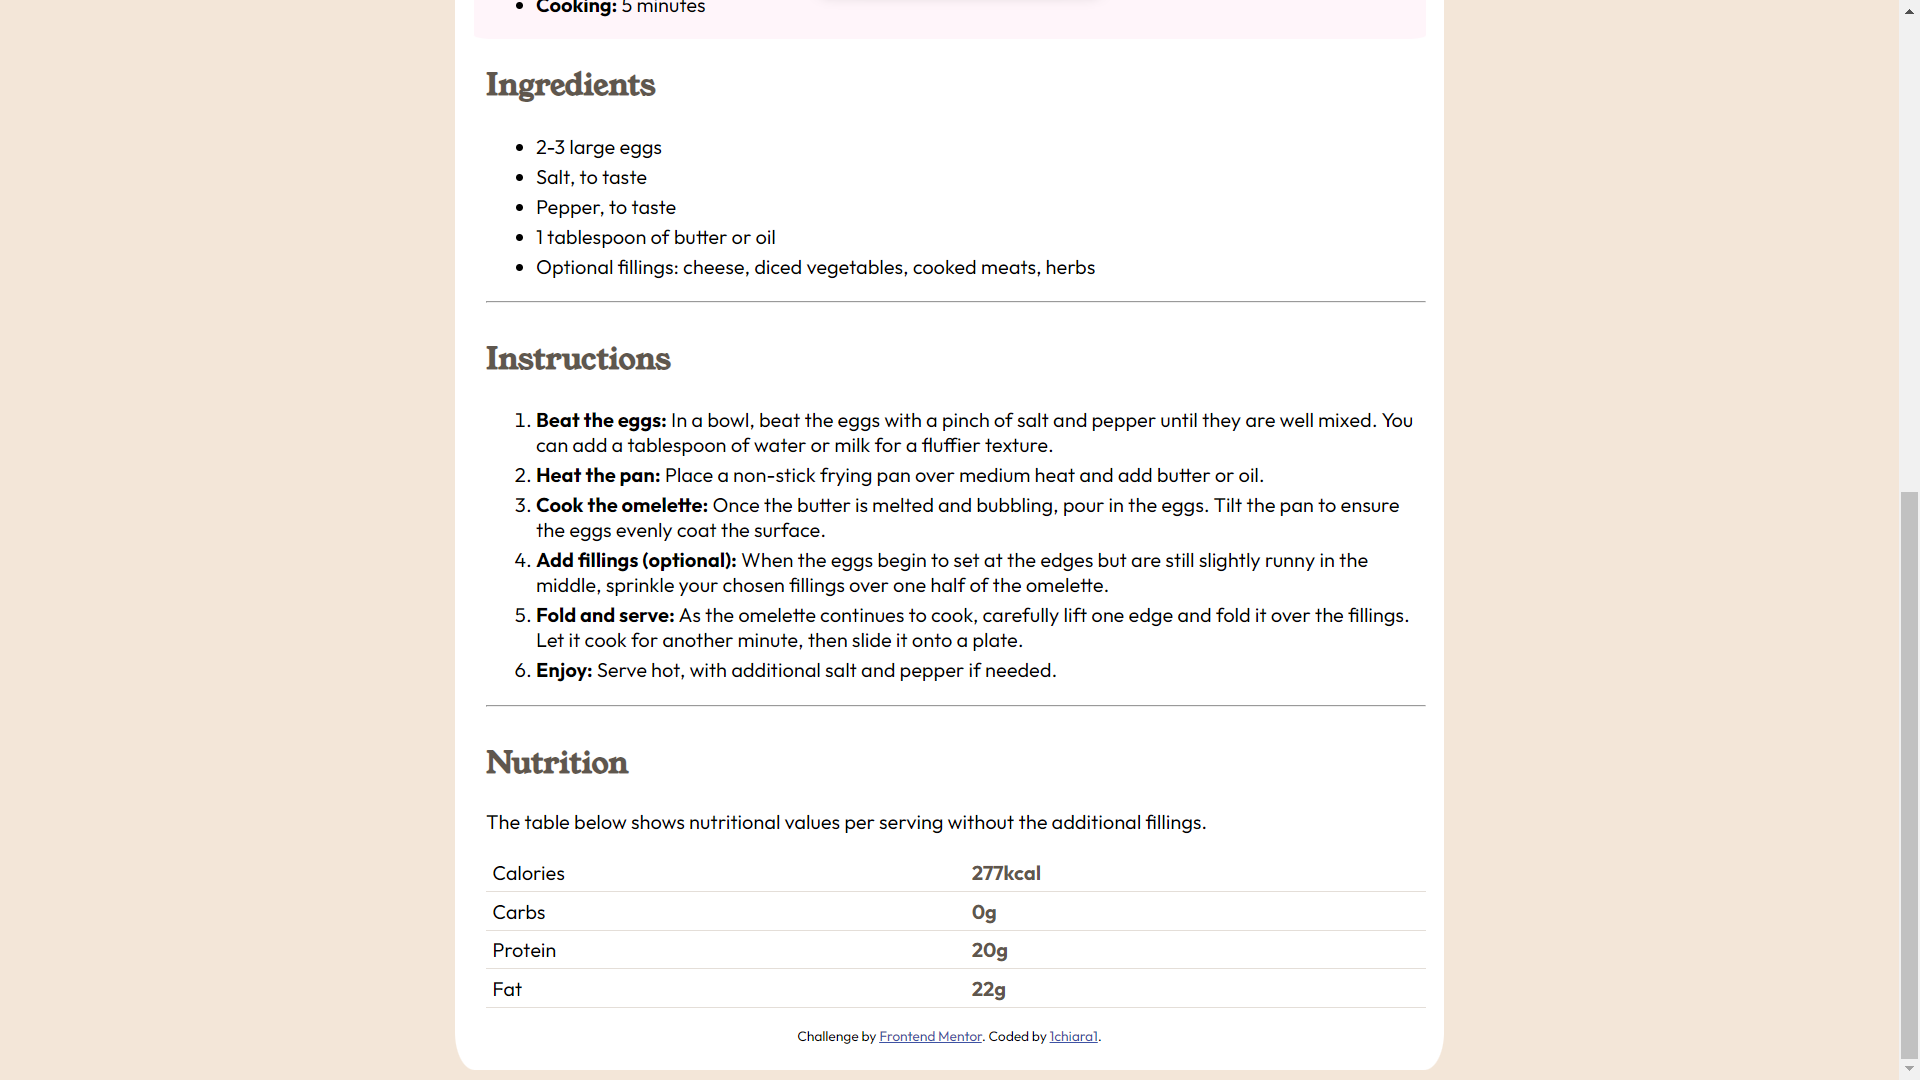 Cooking: 5 minutes
Ingredients
2-3 large eggs
Salt, to taste
Pepper, to taste
1 tablespoon of butter or oil
Optional fillings: cheese, diced vegetables, cooked meats, herbs
Instructions
1. Beat the eggs: In a bowl, beat the eggs with a pinch of salt and pepper until they are well mixed. You
can add a tablespoon of water or milk for a fluffier texture.
2. Heat the pan: Place a non-stick frying pan over medium heat and add butter or oil.
3. Cook the omelette: Once the butter is melted and bubbling, pour in the eggs. Tilt the pan to ensure
the eggs evenly coat the surface.
4. Add fillings (optional): When the eggs begin to set at the edges but are still slightly runny in the
middle, sprinkle your chosen fillings over one half of the omelette.
5. Fold and serve: As the omelette continues to cook, carefully lift one edge and fold it over the fillings.
Let it cook for another minute, then slide it onto a plate.
6. Enjoy: Serve hot, with additional salt and pepper if needed.
Nutrition
The table below shows nutritional values per serving without the additional fillings.
Calories 277kcal
Carbs 0g
Protein 20g
Fat 22g
Challenge by Frontend Mentor. Coded by 1chiara1.